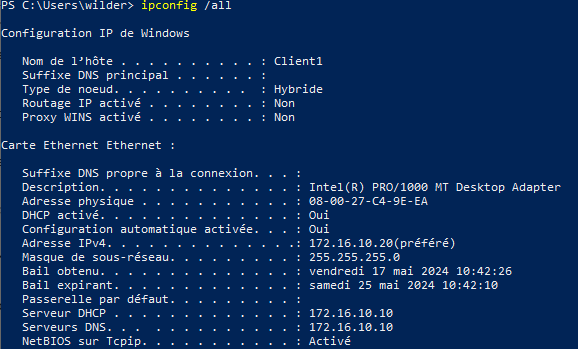 PS C:\Users\wilder> ipconfig /all
Configuration IP de Windows
Nom de l’hôte . . . . . . . . . . : Client1
Suffixe DNS principal . . . . . . :
Type de noeud. . . . . . . . . . : Hybride
Routage IP activé . . . . . . . . : Non
Proxy WINS activé . . . . . . . . : Non
Carte Ethernet Ethernet :
Suffixe DNS propre à la connexion. . . :
Description. . . . . . . . . . . . . . : Intel(R) PRO/1000 MT Desktop Adapter
Adresse physique . . . . . . . . . . . : 08-00-27-C4-9E-EA
DHCP activé. . . . . . . . . . . . . . : Oui
Configuration automatique activée. . . : Oui
Adresse IPv4. . . . . . . . . . . . . .: 172.16.10.20(préféré)
Masque de sous-réseau. . . . . . . . . : 255.255.255.0
Bail obtenu. . . . . . . . . . . . . . : vendredi 17 mai 2024 10:42:26
Bail expirant. . . . . . . . . . . . . : samedi 25 mai 2024 10:42:10
Passerelle par défaut. . . . . . . . . :
Serveur DHCP . . . . . . . . . . . . . : 172.16.10.10
Serveurs DNS. . . . . . . . . . . . . : 172.16.10.10
NetBIOS sur Tcpip. . . . . . . . . . . : Activé